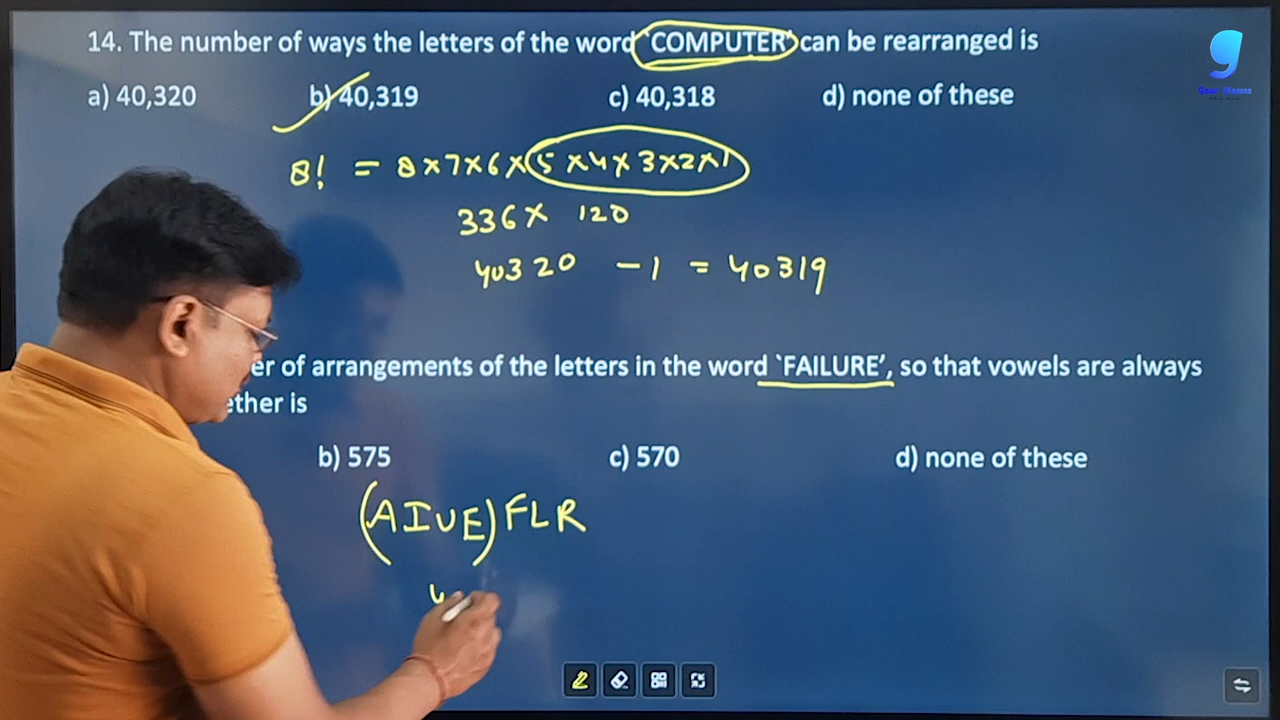 14. The number of ways the letters of the word `COMPUTER' can be rearranged is
a) 40,320 b) 40,319 c) 40,318 d) none of these
8! = 8×7×6×5×4×3×2×1
336× 120
40320 -1 = 40319
er of arrangements of the letters in the word `FAILURE', so that vowels are always
ether is
b) 575 c) 570 d) none of these
(AIUE) FLR